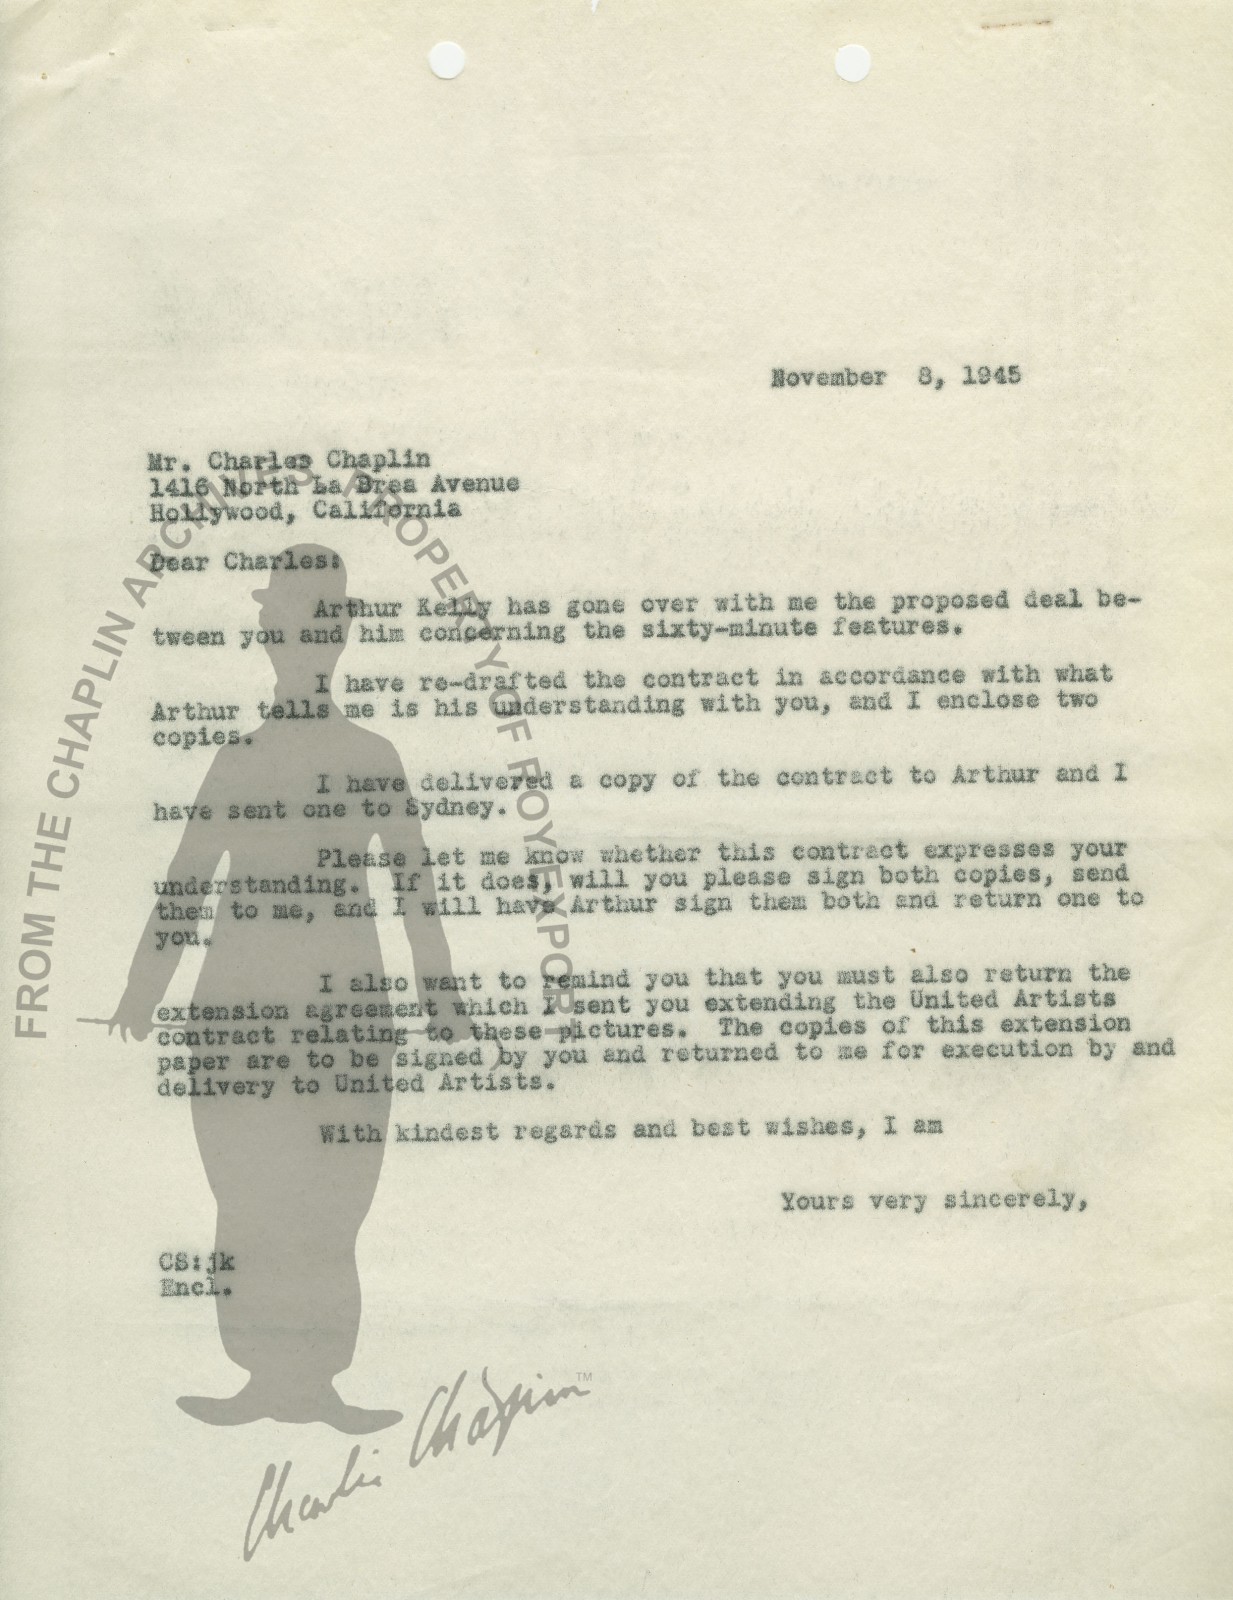 November  8, 1945
Mr. Charles Chaplin
1416 North La Brea Avenue
Hollywood, California
Dear Charles:
Arthur Kelly has gone over with me the proposed deal be-
tween you and him concerning the sixty-minute features.
I have re-drafted the contract in accordance with what
Arthur tells me is his understanding with you, and I enclose two
copies.
I have delivered a copy of the contract to Arthur and I
have sent one to Sydney.
Please let me know whether this contract expresses your
understanding.  If it does, will you please sign both copies, send
them to me, and I will have Arthur sign them both and return one to
you.
I also want to remind you that you must also return the
extension agreement which I sent you extending the United Artists
contract relating to these pictures.  The copies of this extension
paper are to be signed by you and returned to me for execution by and
delivery to United Artists.
With kindest regards and best wishes, I am
Yours very sincerely,
CS:jk
Encl.
FROM THE CHAPLIN ARCHIVES PROPERTY OF ROY EXPORT
Charlie Chaplin TM